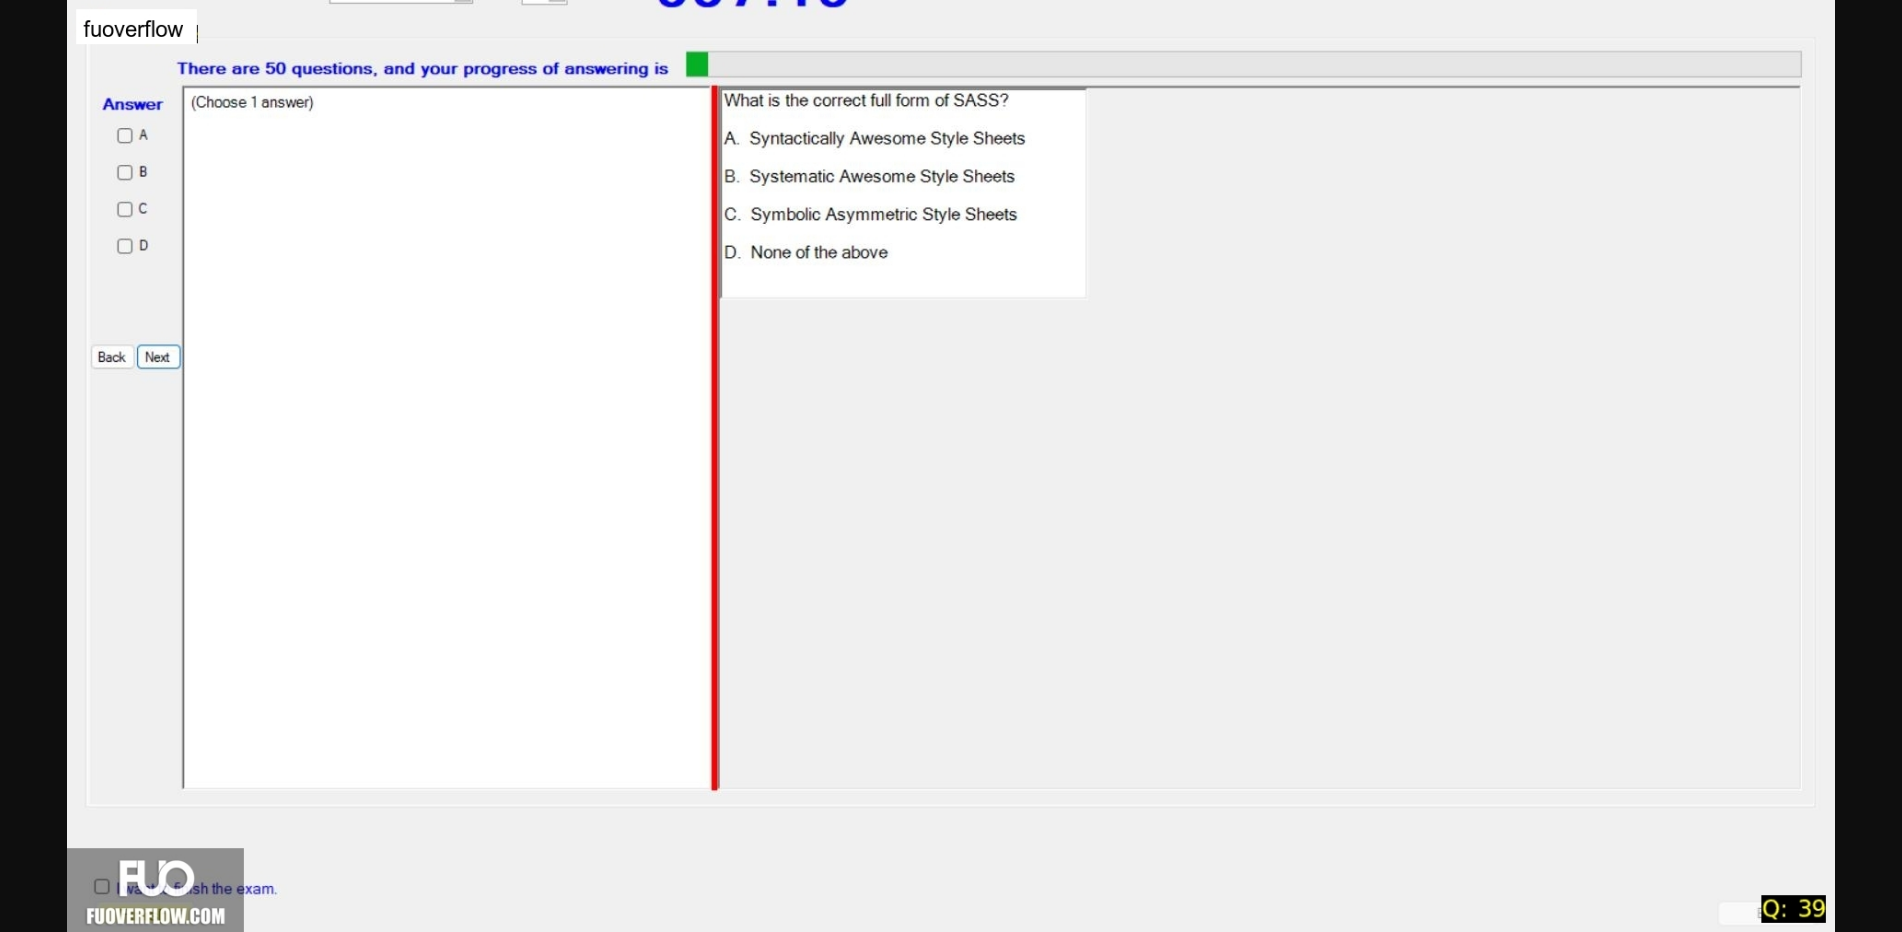 fuoverflow
There are 50 questions, and your progress of answering is
Answer
(Choose 1 answer)
A
B
C
D
Back
Next
What is the correct full form of SASS?
A. Syntactically Awesome Style Sheets
B. Systematic Awesome Style Sheets
C. Symbolic Asymmetric Style Sheets
D. None of the above
FUO
sh the exam.
FUOVERFLOW.COM
Q: 39